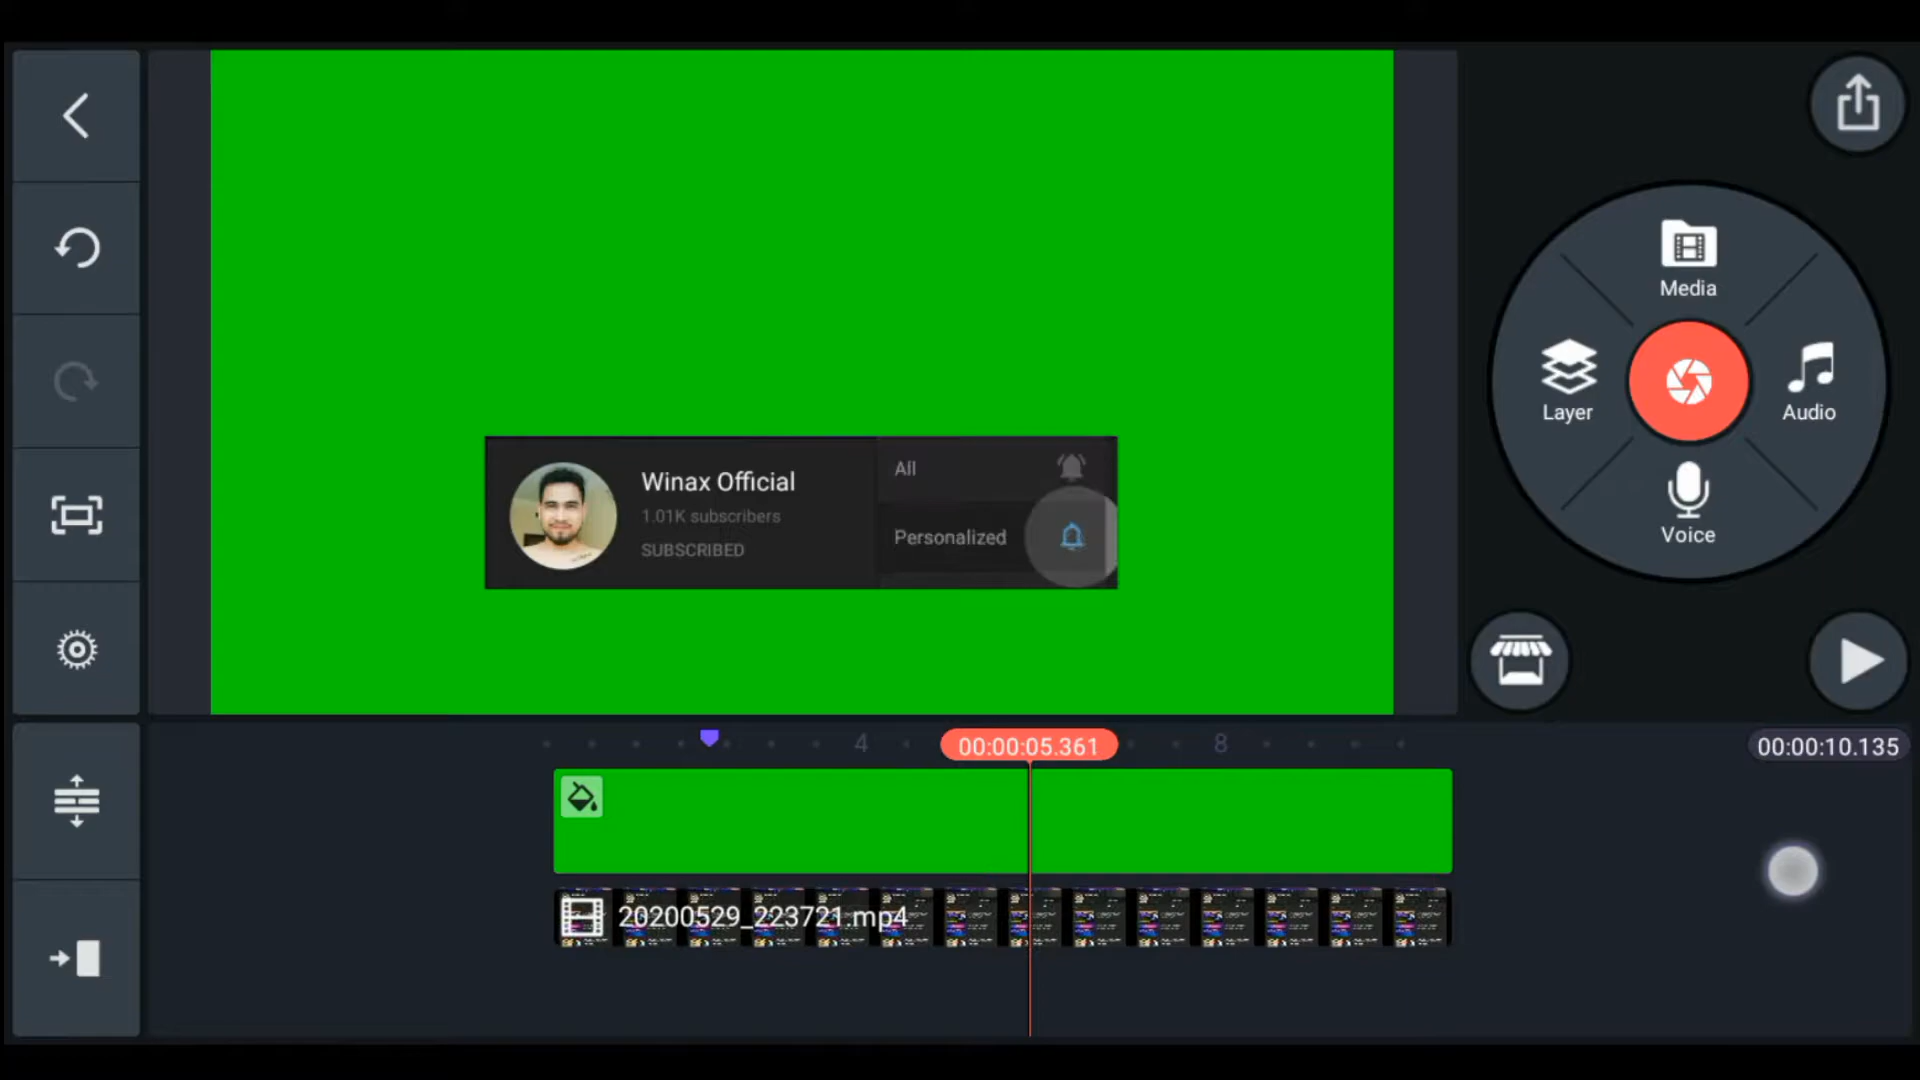 Media
Layer
Audio
Voice
Winax Official
1.01K subscribers
SUBSCRIBED
All
Personalized
4
00:00:05.361
8
00:00:10.135
20200529_223721.mp4